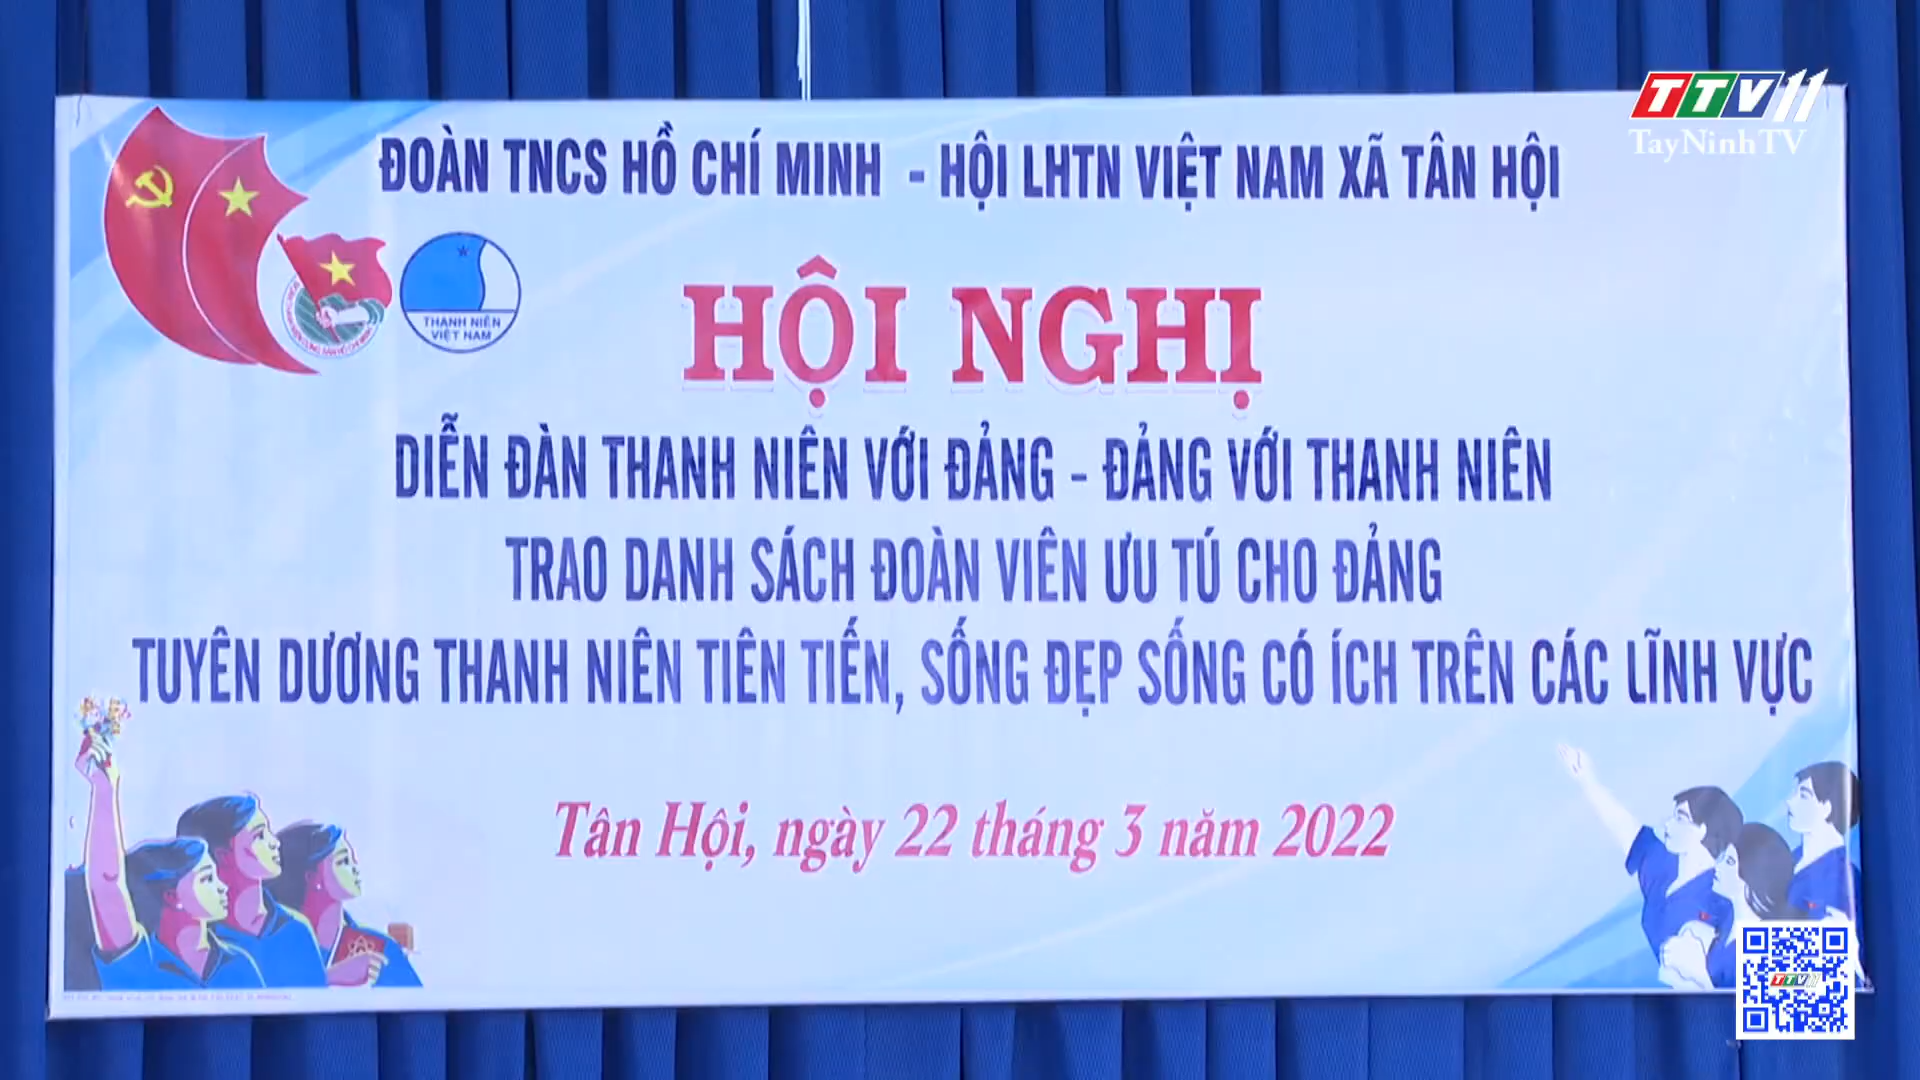 TTV11
TayNinhTV
ĐOÀN TNCS HỒ CHÍ MINH - HỘI LHTN VIỆT NAM XÃ TÂN HỘI
THANH NIÊN
VIỆT NAM
HỘI NGHỊ
DIỄN ĐÀN THANH NIÊN VỚI ĐẢNG - ĐẢNG VỚI THANH NIÊN
TRAO DANH SÁCH ĐOÀN VIÊN ƯU TÚ CHO ĐẢNG
TUYÊN DƯƠNG THANH NIÊN TIÊN TIẾN, SỐNG ĐẸP SỐNG CÓ ÍCH TRÊN CÁC LĨNH VỰC
Tân Hội, ngày 22 tháng 3 năm 2022
TTV11